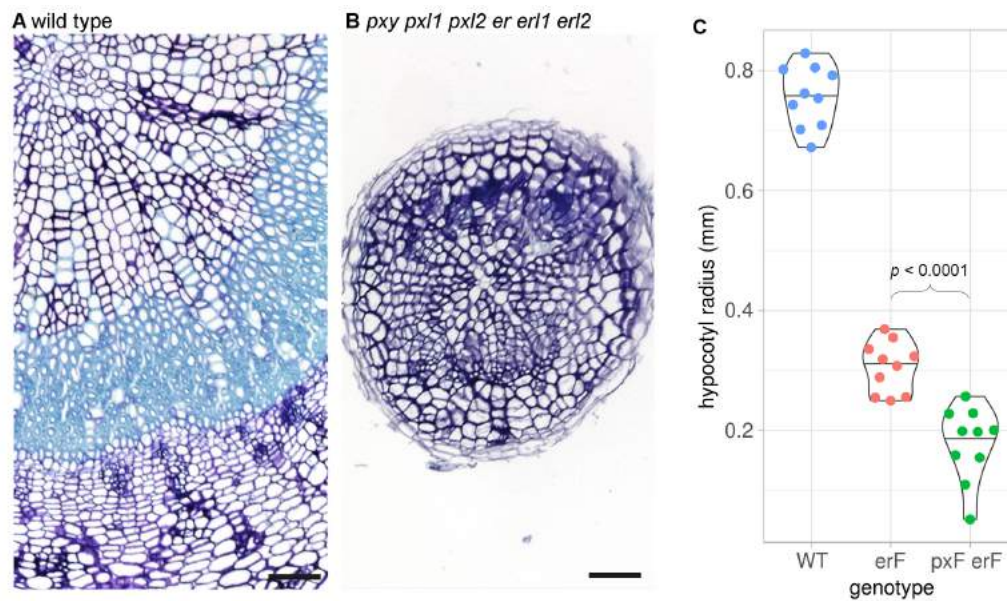 A wild type
B pxy pxl1 pxl2 er erl1 erl2
C
0.8
0.6
0.4
0.2
hypocotyl radius (mm)
p < 0.0001
WT erF pxF erF
genotype